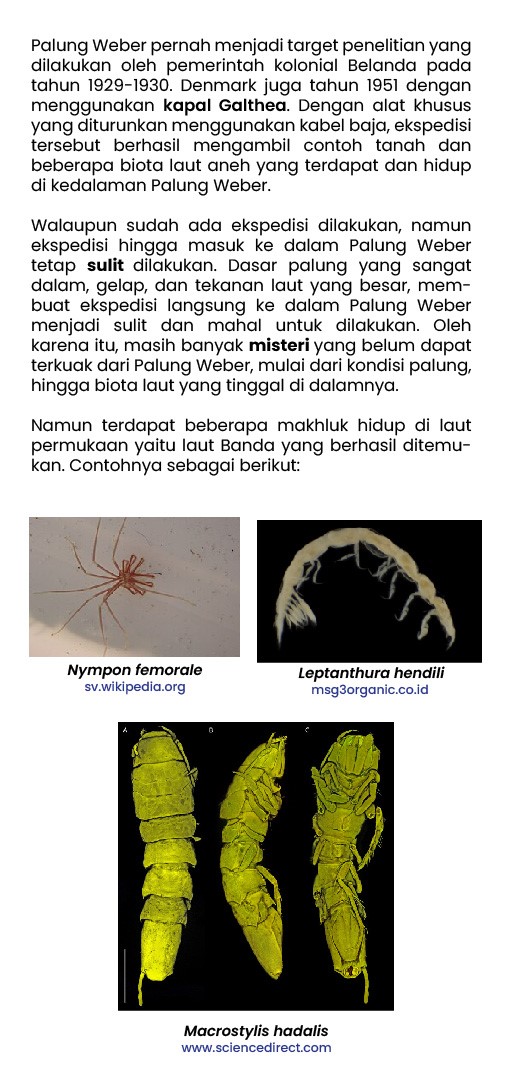 Palung Weber pernah menjadi target penelitian yang
dilakukan oleh pemerintah kolonial Belanda pada
tahun 1929-1930. Denmark juga tahun 1951 dengan
menggunakan kapal Galthea. Dengan alat khusus
yang diturunkan menggunakan kabel baja, ekspedisi
tersebut berhasil mengambil contoh tanah dan
beberapa biota laut aneh yang terdapat dan hidup
di kedalaman Palung Weber.
Walaupun sudah ada ekspedisi dilakukan, namun
ekspedisi hingga masuk ke dalam Palung Weber
tetap sulit dilakukan. Dasar palung yang sangat
dalam, gelap, dan tekanan laut yang besar, mem-
buat ekspedisi langsung ke dalam Palung Weber
menjadi sulit dan mahal untuk dilakukan. Oleh
karena itu, masih banyak misteri yang belum dapat
terkuak dari Palung Weber, mulai dari kondisi palung,
hingga biota laut yang tinggal di dalamnya.
Namun terdapat beberapa makhluk hidup di laut
permukaan yaitu laut Banda yang berhasil ditemu-
kan. Contohnya sebagai berikut:
Nympon femorale
sv.wikipedia.org
Leptanthura hendili
msg3organic.co.id
A B C
Macrostylis hadalis
www.sciencedirect.com